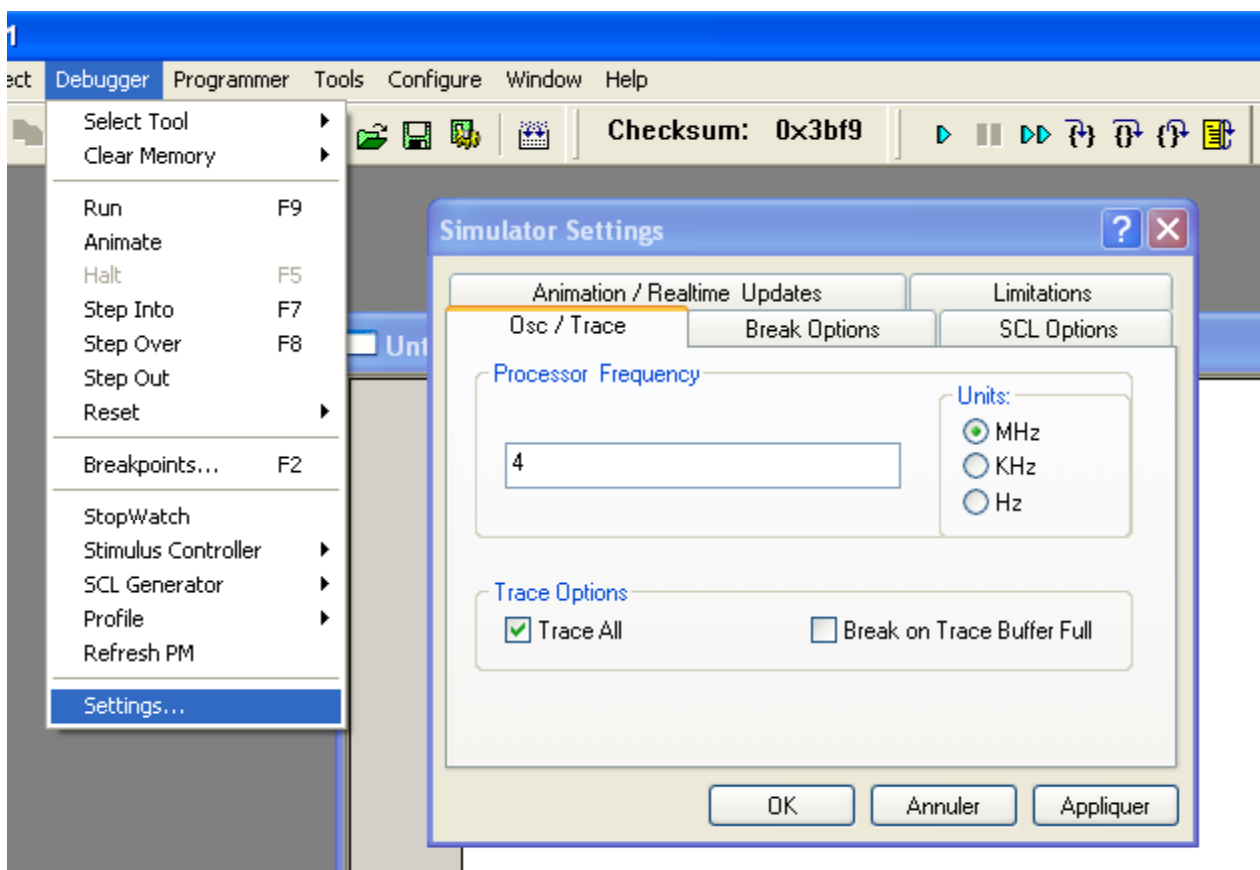 1
ect Debugger Programmer Tools Configure Window Help
Checksum: 0x3bf9
Select Tool
Clear Memory
Run F9
Animate
Halt F5
Step Into F7
Step Over F8
Step Out
Reset
Breakpoints... F2
StopWatch
Stimulus Controller
SCL Generator
Profile
Refresh PM
Settings...
Unt
Simulator Settings
Animation / Realtime Updates Limitations
Osc / Trace Break Options SCL Options
Processor Frequency
4
Units:
MHz
KHz
Hz
Trace Options
Trace All Break on Trace Buffer Full
OK Annuler Appliquer